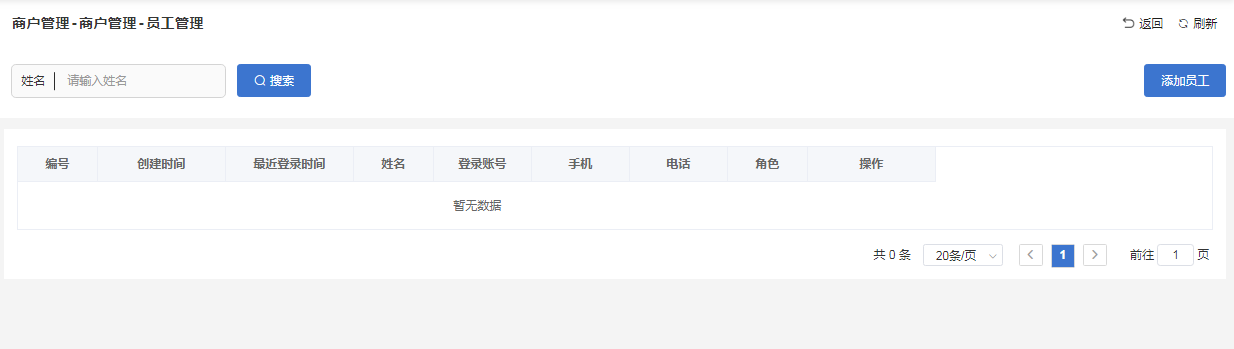 商户管理-商户管理-员工管理 返回 刷新
姓名 请输入姓名 搜索 添加员工
编号 创建时间 最近登录时间 姓名 登录账号 手机 电话 角色 操作
暂无数据
共 0 条 20条/页 1 前往 1 页